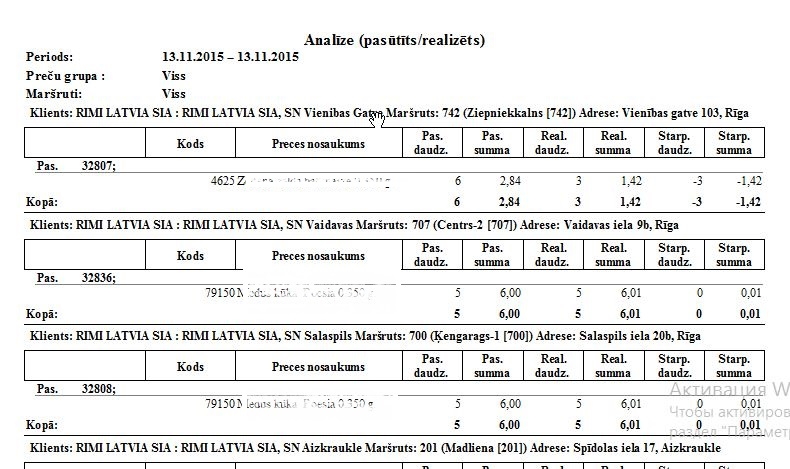 Analīze (pasūtīts/realizēts)
Periods: 13.11.2015 – 13.11.2015
Preču grupa : Viss
Maršruti: Viss
Klients: RIMI LATVIA SIA : RIMI LATVIA SIA, SN Vienības Gatve Maršruts: 742 (Ziepniekkalns [742]) Adrese: Vienības gatve 103, Rīga
Kods Preces nosaukums Pas. daudz. Pas. summa Real. daudz. Real. summa Starp. daudz. Starp. summa
Pas. 32807;
4625 6 2,84 3 1,42 -3 -1,42
Kopā: 6 2,84 3 1,42 -3 -1,42
Klients: RIMI LATVIA SIA : RIMI LATVIA SIA, SN Vaidavas Maršruts: 707 (Centrs-2 [707]) Adrese: Vaidavas iela 9b, Rīga
Kods Preces nosaukums Pas. daudz. Pas. summa Real. daudz. Real. summa Starp. daudz. Starp. summa
Pas. 32836;
79150 Medus kūka Poesia 0.350 g 5 6,00 5 6,01 0 0,01
Kopā: 5 6,00 5 6,01 0 0,01
Klients: RIMI LATVIA SIA : RIMI LATVIA SIA, SN Salaspils Maršruts: 700 (Ķengarags-1 [700]) Adrese: Salaspils iela 20b, Rīga
Kods Preces nosaukums Pas. daudz. Pas. summa Real. daudz. Real. summa Starp. daudz. Starp. summa
Pas. 32808;
79150 Medus kūka Poesia 0.350 g 5 6,00 5 6,01 0 0,01
Kopā: 5 6,00 5 6,01 0 0,01
Klients: RIMI LATVIA SIA : RIMI LATVIA SIA, SN Aizkraukle Maršruts: 201 (Madliena [201]) Adrese: Spīdolas iela 17, Aizkraukle
Активация W
Чтобы активиров
раздел "Параметр